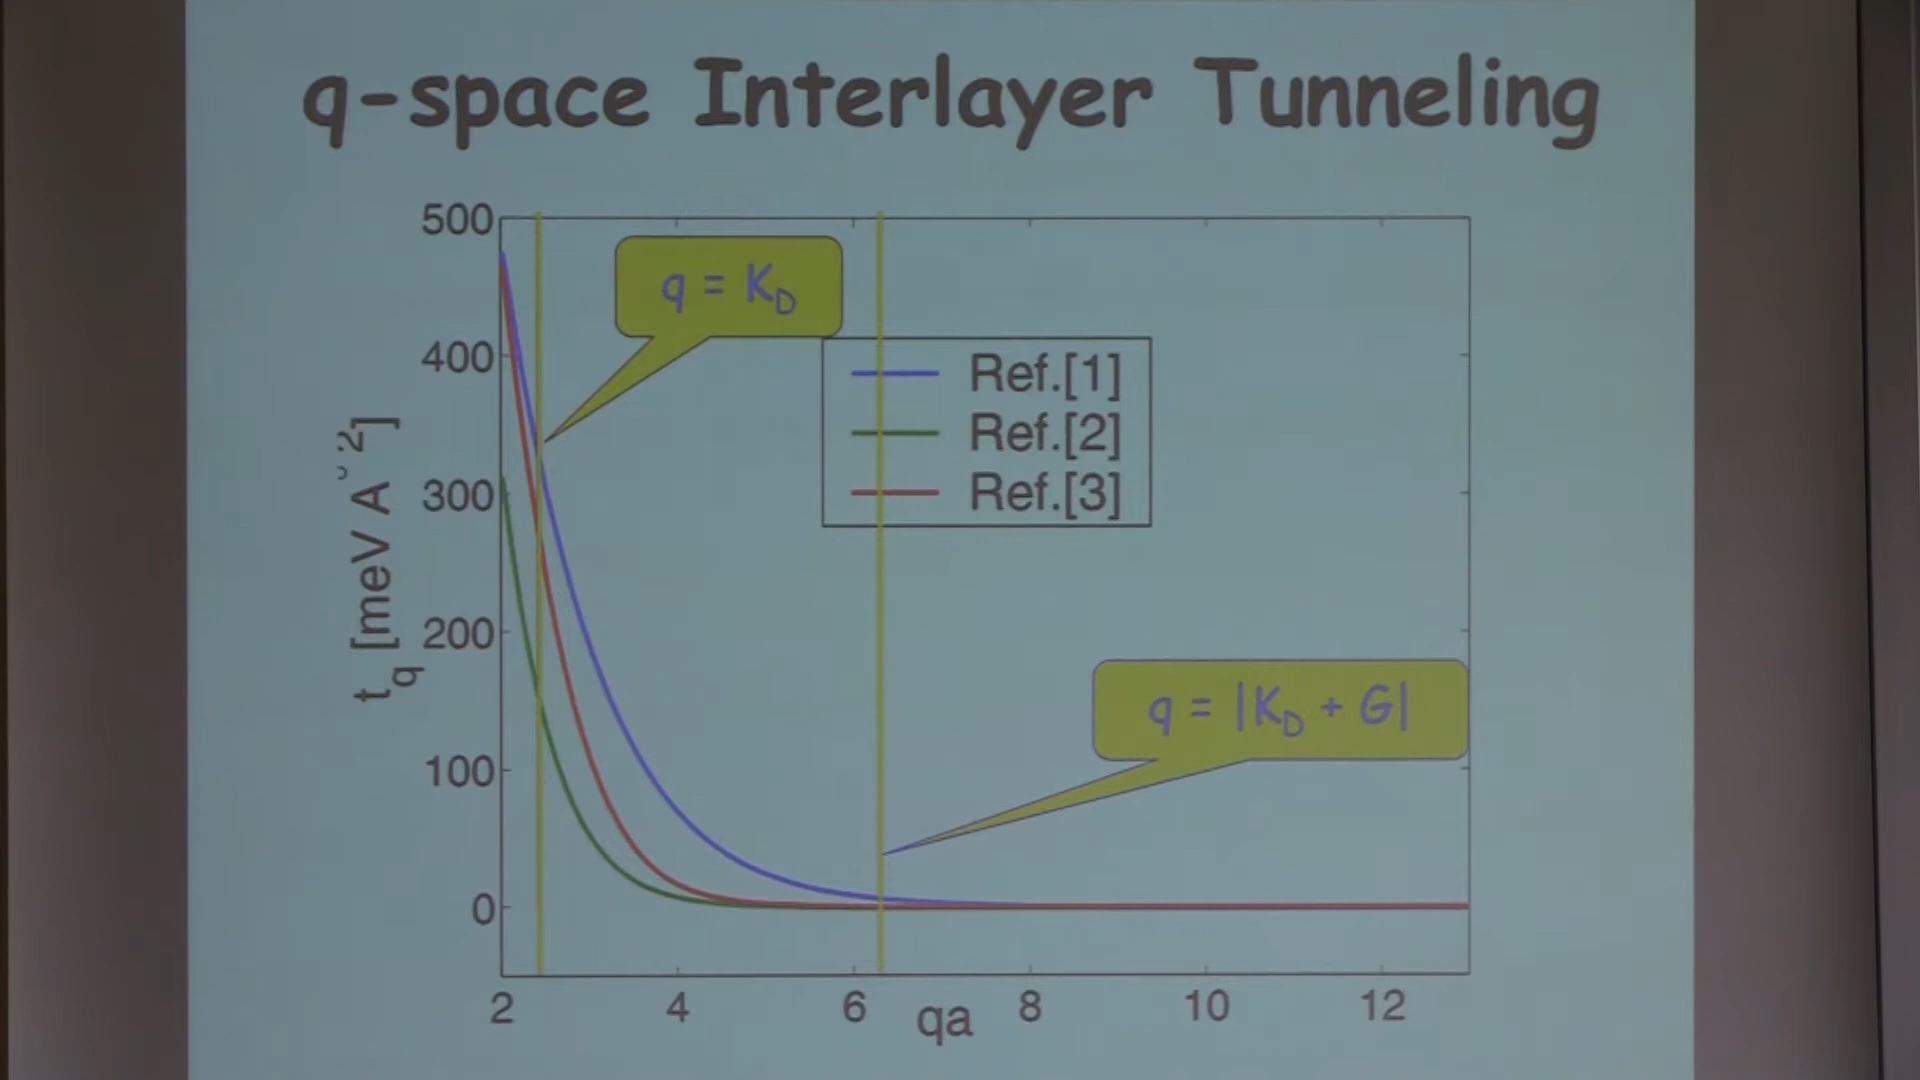 q-space Interlayer Tunneling
500
400
300
200
100
0
t_q [meV A˘2]
q = K_D
Ref.[1]
Ref.[2]
Ref.[3]
q = |K_D + G|
2 4 6 8 10 12
qa